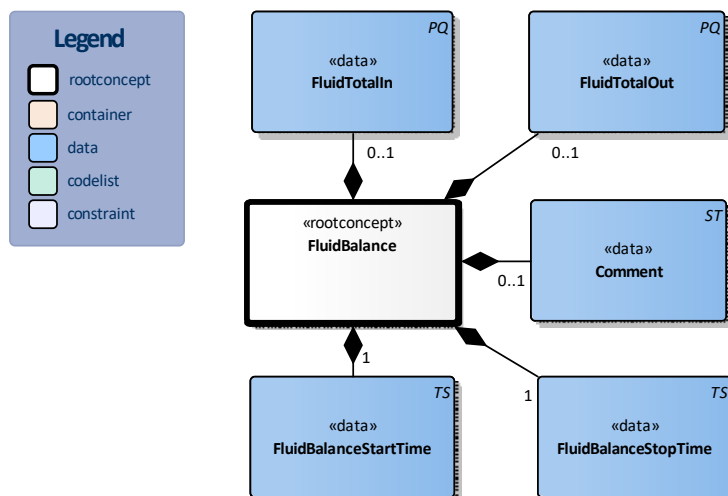 Legend
rootconcept
container
data
codelist
constraint
PQ
«data»
FluidTotalIn
0..1
PQ
«data»
FluidTotalOut
0..1
«rootconcept»
FluidBalance
ST
«data»
Comment
0..1
1
TS
«data»
FluidBalanceStartTime
1
TS
«data»
FluidBalanceStopTime